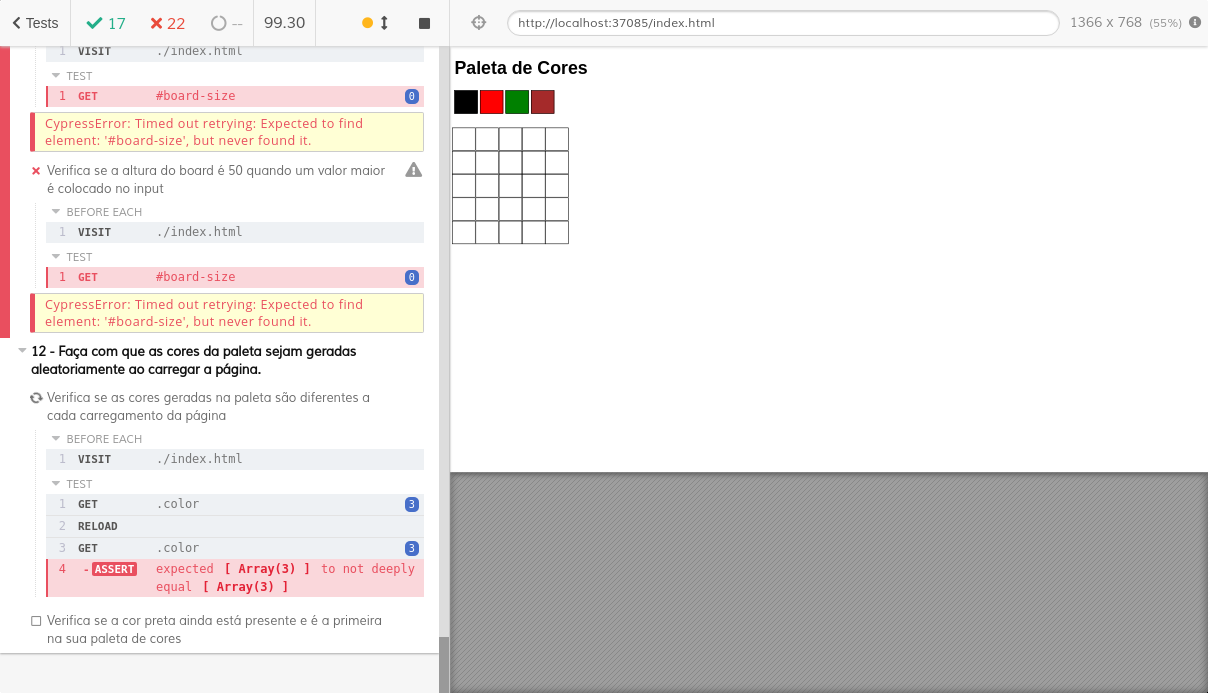 Tests 17 22 -- 99.30 http://localhost:37085/index.html 1366 x 768 (55%)
1 VISIT ./index.html
TEST
1 GET #board-size 0
CypressError: Timed out retrying: Expected to find
element: '#board-size', but never found it.
Verifica se a altura do board é 50 quando um valor maior
é colocado no input
BEFORE EACH
1 VISIT ./index.html
TEST
1 GET #board-size 0
CypressError: Timed out retrying: Expected to find
element: '#board-size', but never found it.
12 - Faça com que as cores da paleta sejam geradas
aleatoriamente ao carregar a página.
Verifica se as cores geradas na paleta são diferentes a
cada carregamento da página
BEFORE EACH
1 VISIT ./index.html
TEST
1 GET .color 3
2 RELOAD
3 GET .color 3
4 -ASSERT expected [ Array(3) ] to not deeply
equal [ Array(3) ]
Verifica se a cor preta ainda está presente e é a primeira
na sua paleta de cores
Paleta de Cores